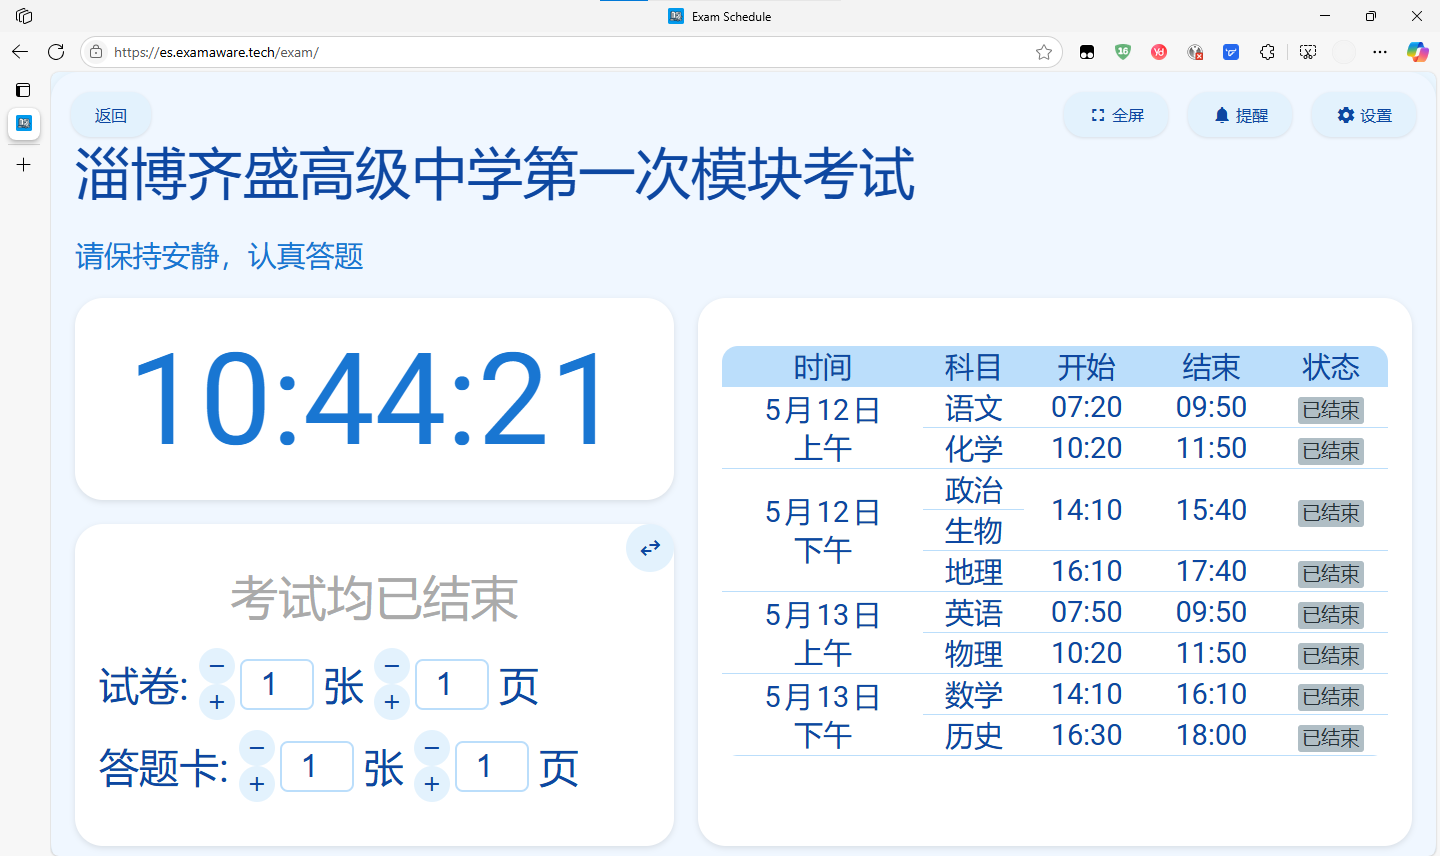 Exam Schedule
https://es.examaware.tech/exam/
16
返回
全屏
提醒
设置
淄博齐盛高级中学第一次模块考试
请保持安静，认真答题
10:44:21
考试均已结束
试卷: − + 1 张 − + 1 页
答题卡: − + 1 张 − + 1 页
时间 科目 开始 结束 状态
5月12日
上午
语文 07:20 09:50 已结束
化学 10:20 11:50 已结束
5月12日
下午
政治
生物
14:10 15:40 已结束
地理 16:10 17:40 已结束
5月13日
上午
英语 07:50 09:50 已结束
物理 10:20 11:50 已结束
5月13日
下午
数学 14:10 16:10 已结束
历史 16:30 18:00 已结束